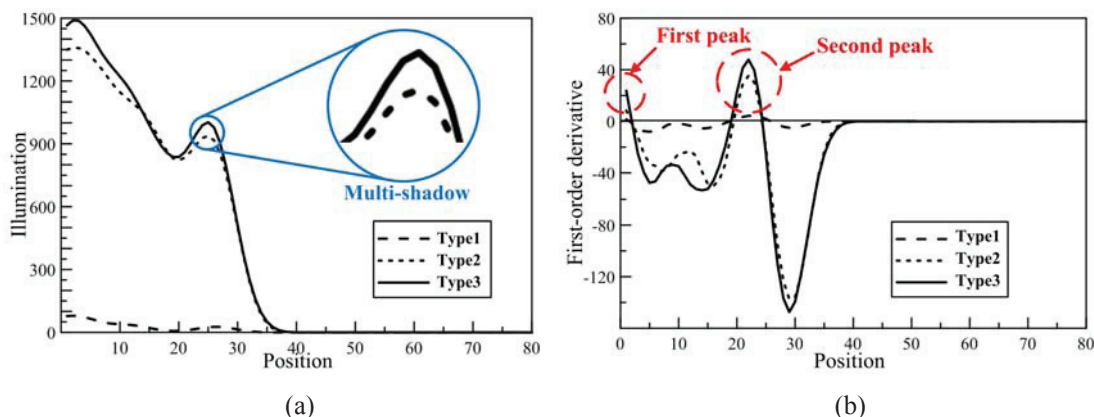 1500
1200
900
600
300
0
Illumination
Multi-shadow
Type1
Type2
Type3
10 20 30 40 50 60 70 80
Position
(a)
First peak
Second peak
80
40
0
-40
-80
-120
First-order derivative
Type1
Type2
Type3
0 10 20 30 40 50 60 70 80
Position
(b)